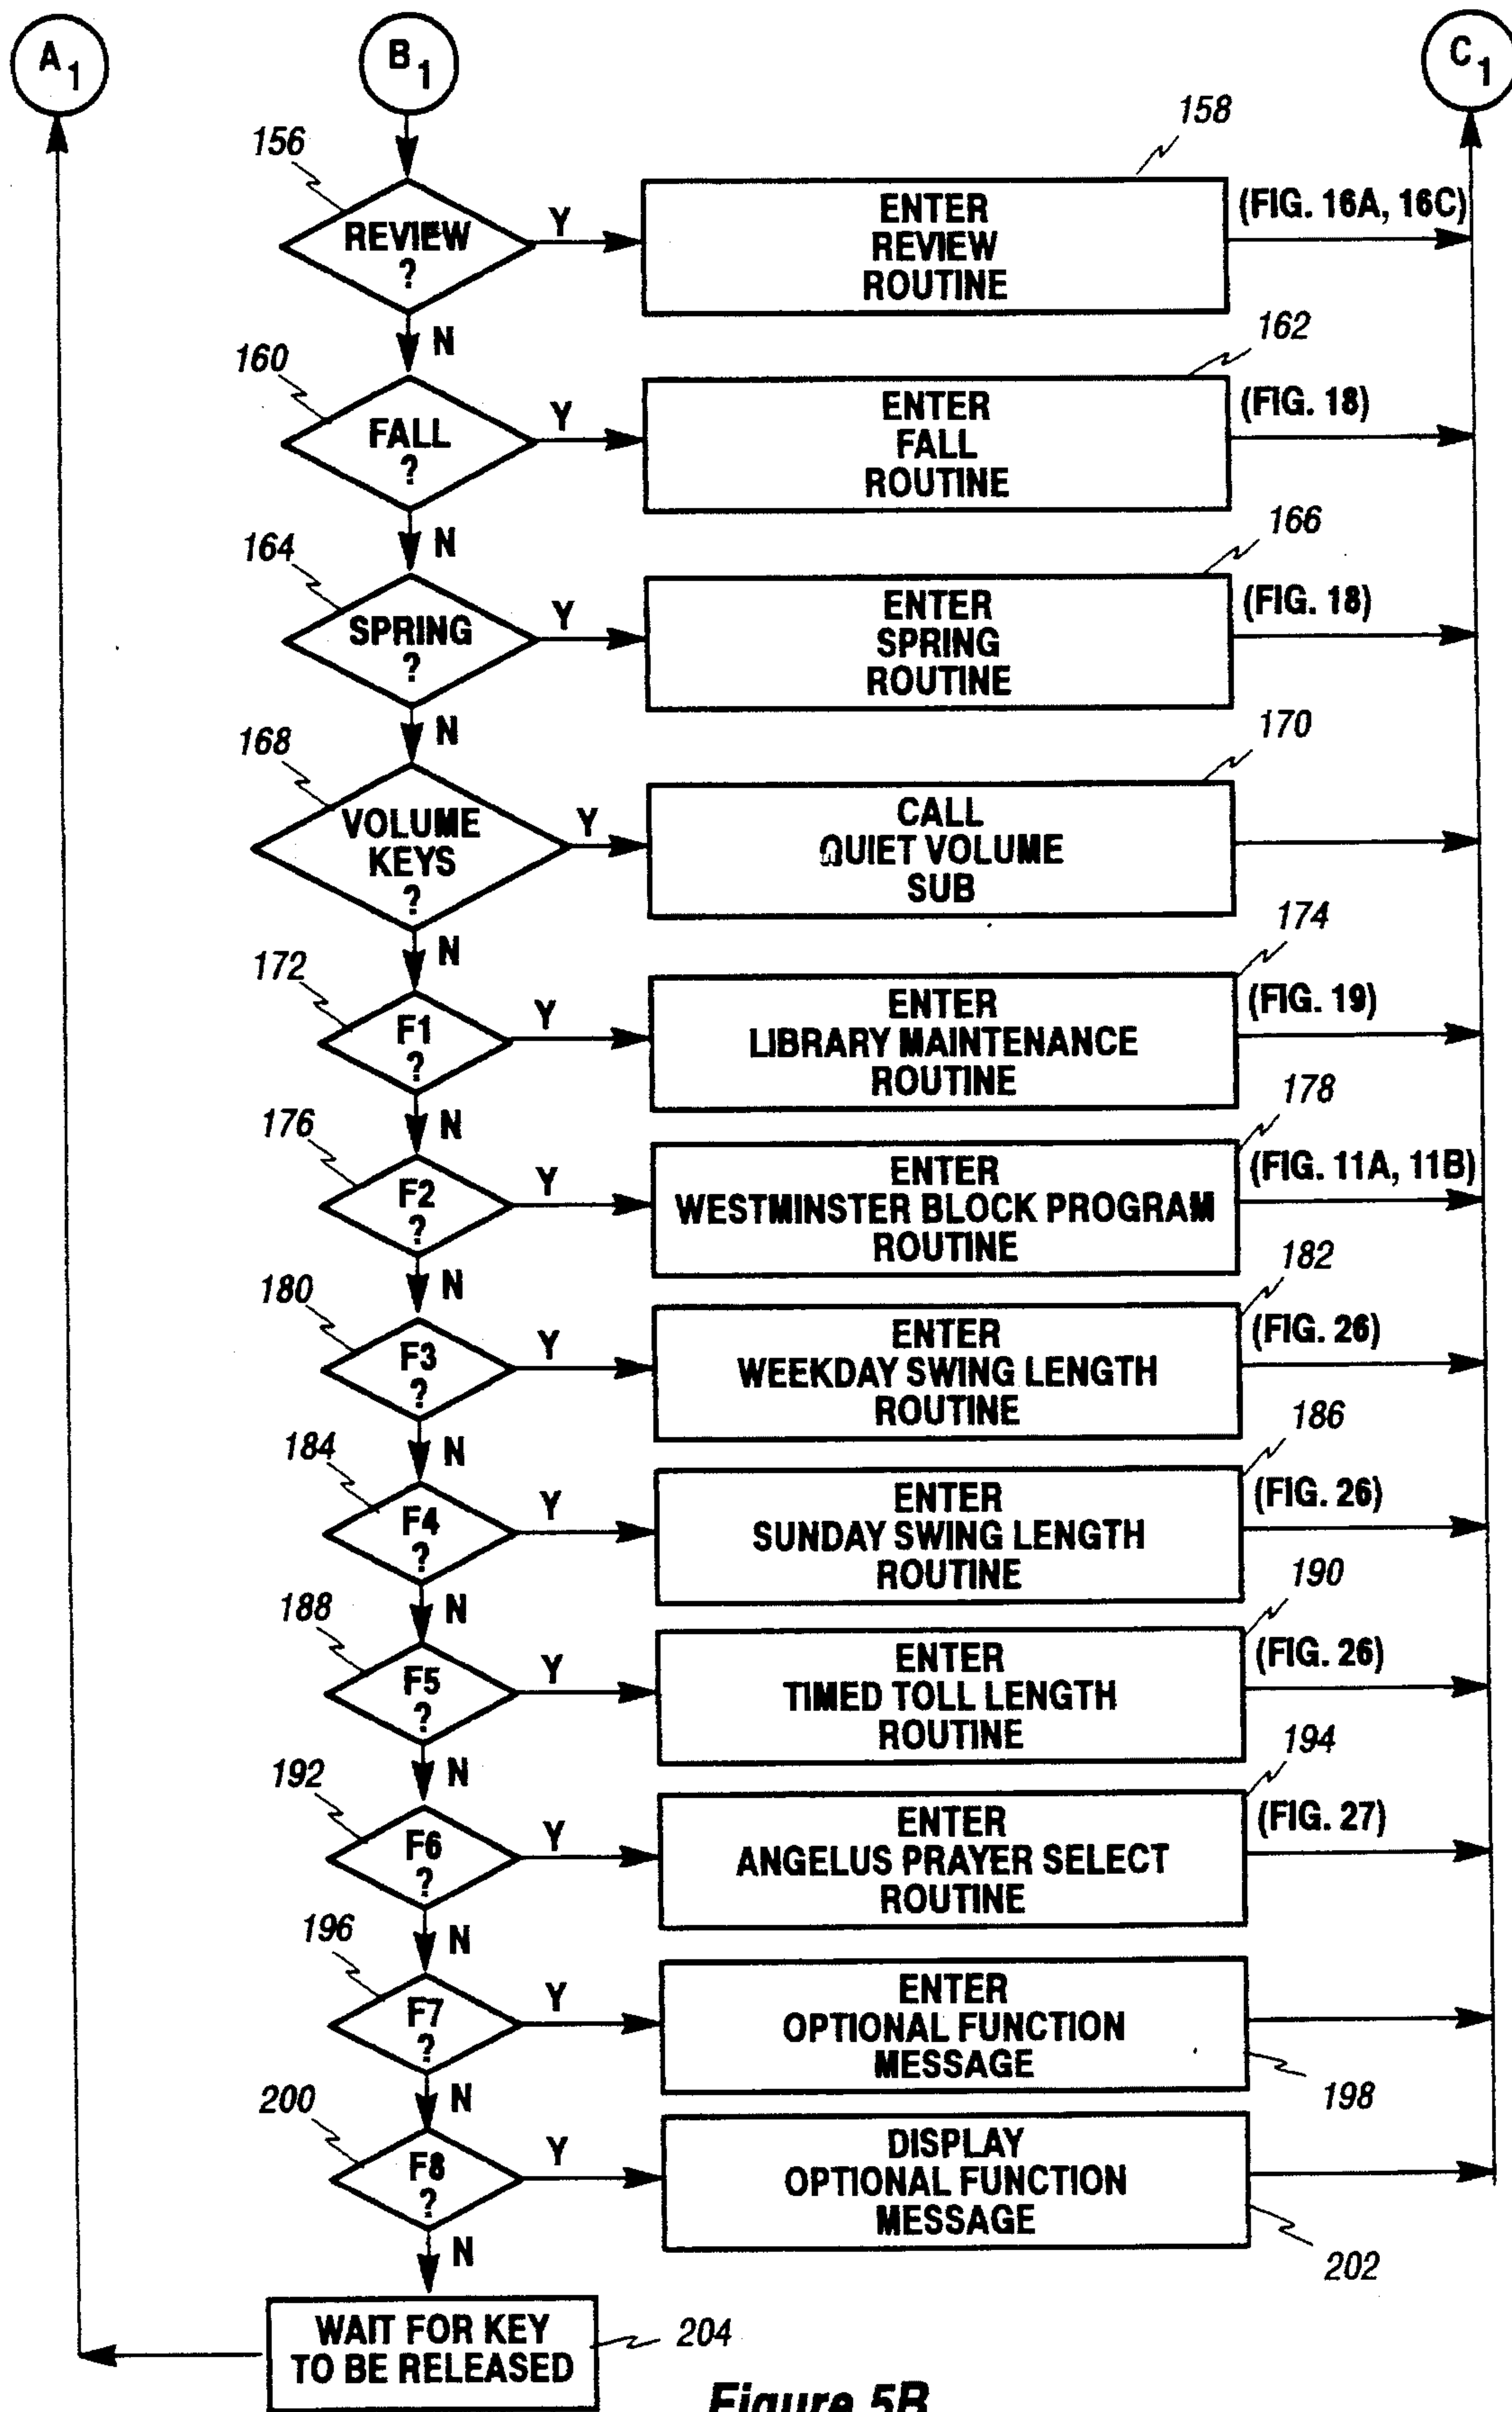 A1
B1
C1
156
158
REVIEW
?
Y
ENTER
REVIEW
ROUTINE
(FIG. 16A, 16C)
N
160
162
FALL
?
Y
ENTER
FALL
ROUTINE
(FIG. 18)
N
164
166
SPRING
?
Y
ENTER
SPRING
ROUTINE
(FIG. 18)
N
168
170
VOLUME
KEYS
?
Y
CALL
QUIET VOLUME
SUB
N
172
174
F1
?
Y
ENTER
LIBRARY MAINTENANCE
ROUTINE
(FIG. 19)
N
176
178
F2
?
Y
ENTER
WESTMINSTER BLOCK PROGRAM
ROUTINE
(FIG. 11A, 11B)
N
180
182
F3
?
Y
ENTER
WEEKDAY SWING LENGTH
ROUTINE
(FIG. 26)
N
184
186
F4
?
Y
ENTER
SUNDAY SWING LENGTH
ROUTINE
(FIG. 26)
N
188
190
F5
?
Y
ENTER
TIMED TOLL LENGTH
ROUTINE
(FIG. 26)
N
192
194
F6
?
Y
ENTER
ANGELUS PRAYER SELECT
ROUTINE
(FIG. 27)
N
196
F7
?
Y
ENTER
OPTIONAL FUNCTION
MESSAGE
198
N
200
F8
?
Y
DISPLAY
OPTIONAL FUNCTION
MESSAGE
202
N
WAIT FOR KEY
TO BE RELEASED
204
Figure 5B